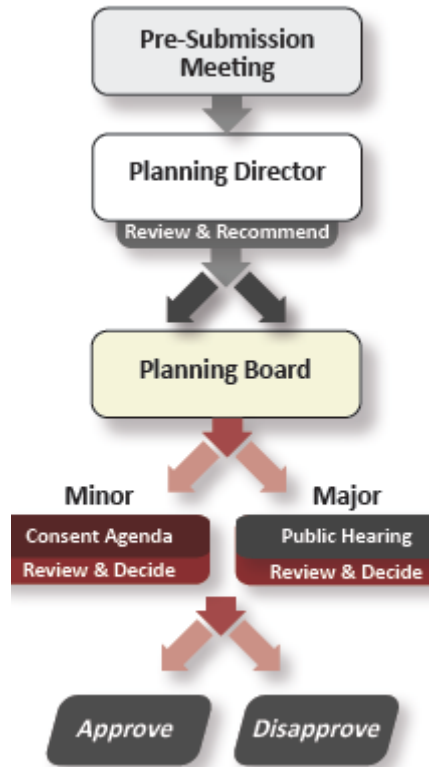 Pre-Submission
Meeting
Planning Director
Review & Recommend
Planning Board
Minor
Major
Consent Agenda
Public Hearing
Review & Decide
Review & Decide
Approve
Disapprove